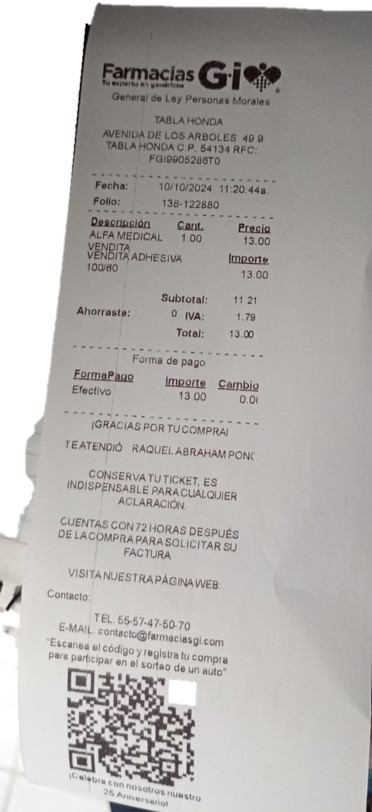 Farmacias Gi
Tu experto en genéricos
General de Ley Personas Morales
TABLA HONDA
AVENIDA DE LOS ARBOLES 49 9
TABLA HONDA C P. 54134 RFC:
FGI9905286T0
Fecha: 10/10/2024 11:20:44a.
Folio: 138-122880
Descripción Cant. Precio
ALFA MEDICAL 1.00 13.00
VENDITA
VENDITA ADHESIVA Importe
100/60 13.00
Subtotal: 11.21
Ahorraste: 0 IVA: 1.79
Total: 13.00
Forma de pago
FormaPago Importe Cambio
Efectivo 13.00 0.0
¡GRACIAS POR TU COMPRA!
TE ATENDIÓ RAQUEL ABRAHAM PONC
CONSERVA TU TICKET, ES
INDISPENSABLE PARA CUALQUIER
ACLARACIÓN.
CUENTAS CON 72 HORAS DESPUÉS
DE LA COMPRA PARA SOLICITAR SU
FACTURA
VISITA NUESTRA PÁGINA WEB:
Contacto:
TEL. 55-57-47-50-70
E-MAIL: contacto@farmaciasgi.com
"Escanea el código y registra tu compra
para participar en el sorteo de un auto"
¡Celebra con nosotros nuestro
25 Aniversario!